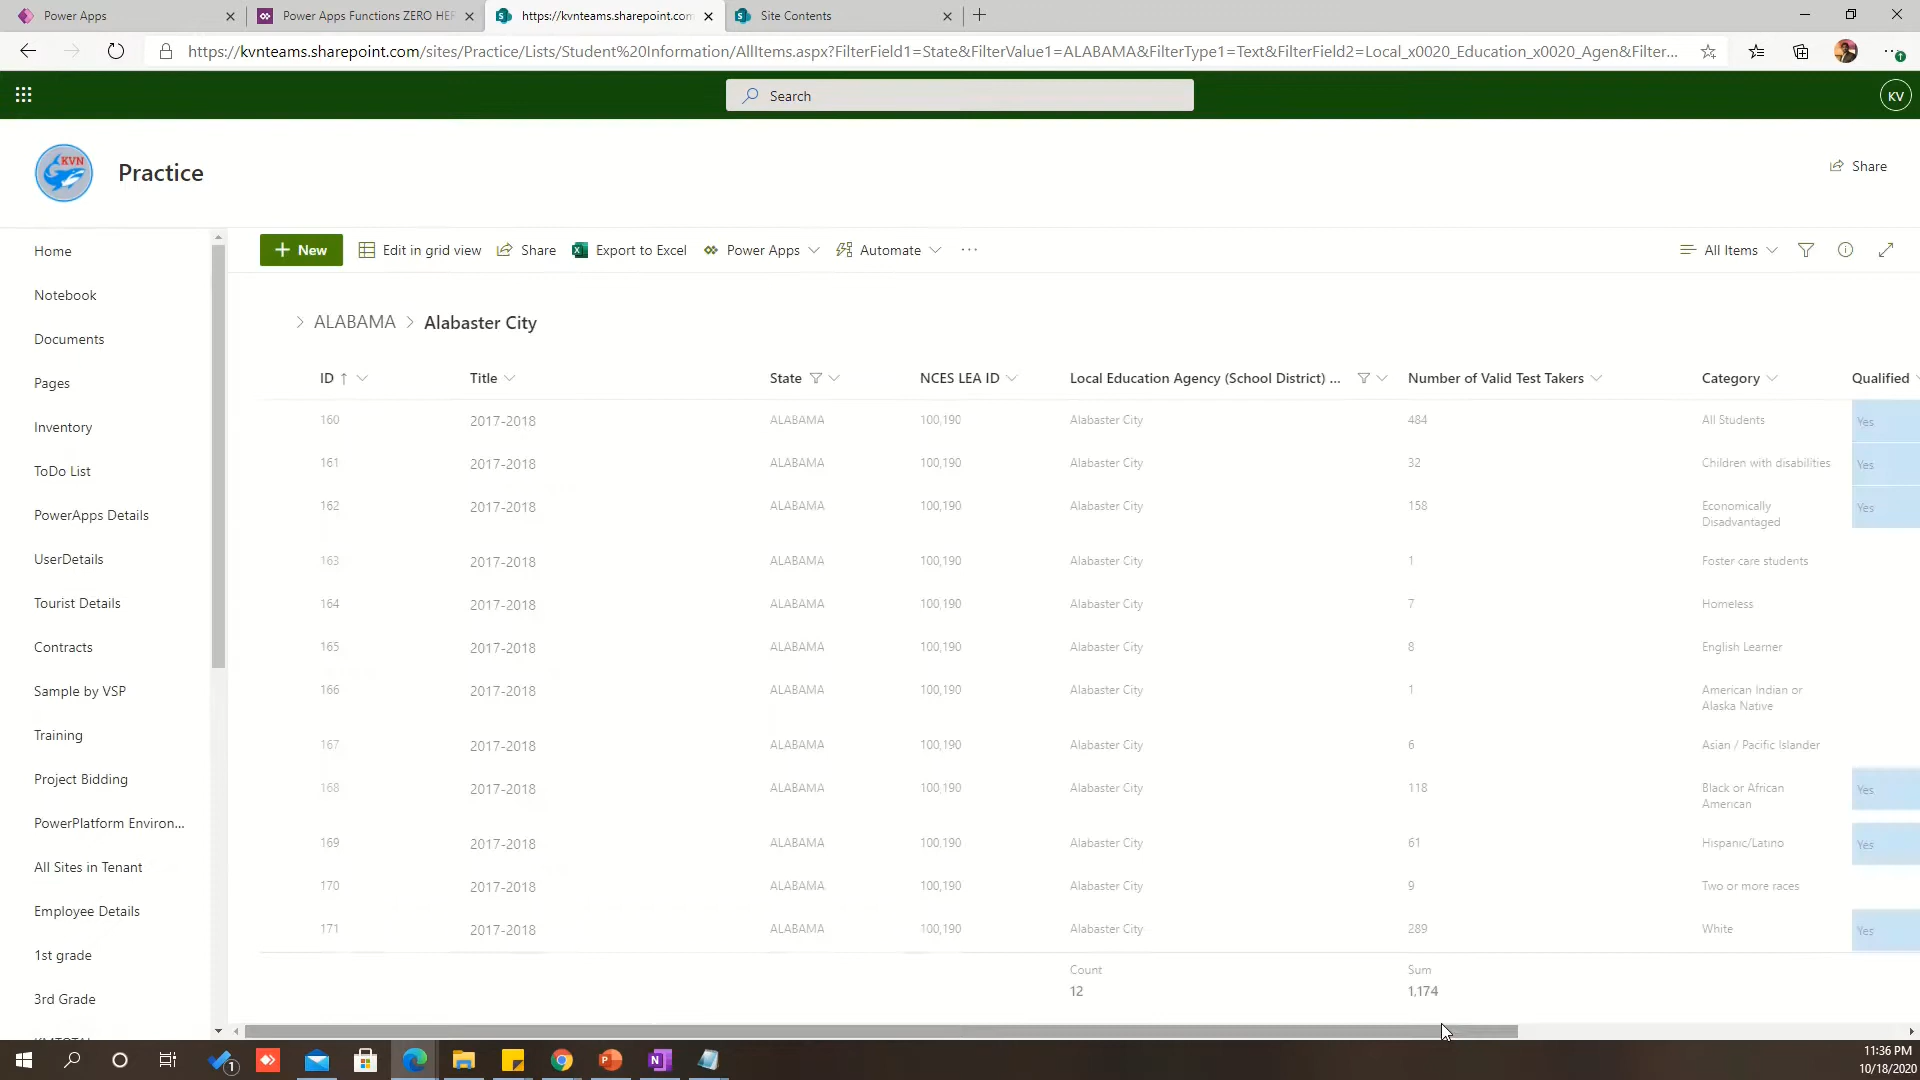 Power Apps
Power Apps Functions ZERO HER
https://kvnteams.sharepoint.com
Site Contents
https://kvnteams.sharepoint.com/sites/Practice/Lists/Student%20Information/AllItems.aspx?FilterField1=State&FilterValue1=ALABAMA&FilterType1=Text&FilterField2=Local_x0020_Education_x0020_Agen&Filter...
Search
KV
KVN
Practice
Share
Home
Notebook
Documents
Pages
Inventory
ToDo List
PowerApps Details
UserDetails
Tourist Details
Contracts
Sample by VSP
Training
Project Bidding
PowerPlatform Environ...
All Sites in Tenant
Employee Details
1st grade
3rd Grade
New Edit in grid view Share Export to Excel Power Apps Automate ... All Items
ALABAMA > Alabaster City
ID Title State NCES LEA ID Local Education Agency (School District) ... Number of Valid Test Takers Category Qualified
160 2017-2018 ALABAMA 100,190 Alabaster City 484 All Students Yes
161 2017-2018 ALABAMA 100,190 Alabaster City 32 Children with disabilities Yes
162 2017-2018 ALABAMA 100,190 Alabaster City 158 Economically Yes
Disadvantaged
163 2017-2018 ALABAMA 100,190 Alabaster City 1 Foster care students
164 2017-2018 ALABAMA 100,190 Alabaster City 7 Homeless
165 2017-2018 ALABAMA 100,190 Alabaster City 8 English Learner
166 2017-2018 ALABAMA 100,190 Alabaster City 1 American Indian or
Alaska Native
167 2017-2018 ALABAMA 100,190 Alabaster City 6 Asian / Pacific Islander
168 2017-2018 ALABAMA 100,190 Alabaster City 118 Black or African Yes
American
169 2017-2018 ALABAMA 100,190 Alabaster City 61 Hispanic/Latino Yes
170 2017-2018 ALABAMA 100,190 Alabaster City 9 Two or more races
171 2017-2018 ALABAMA 100,190 Alabaster City 289 White Yes
Count Sum
12 1,174
1
11:36 PM
10/18/2020